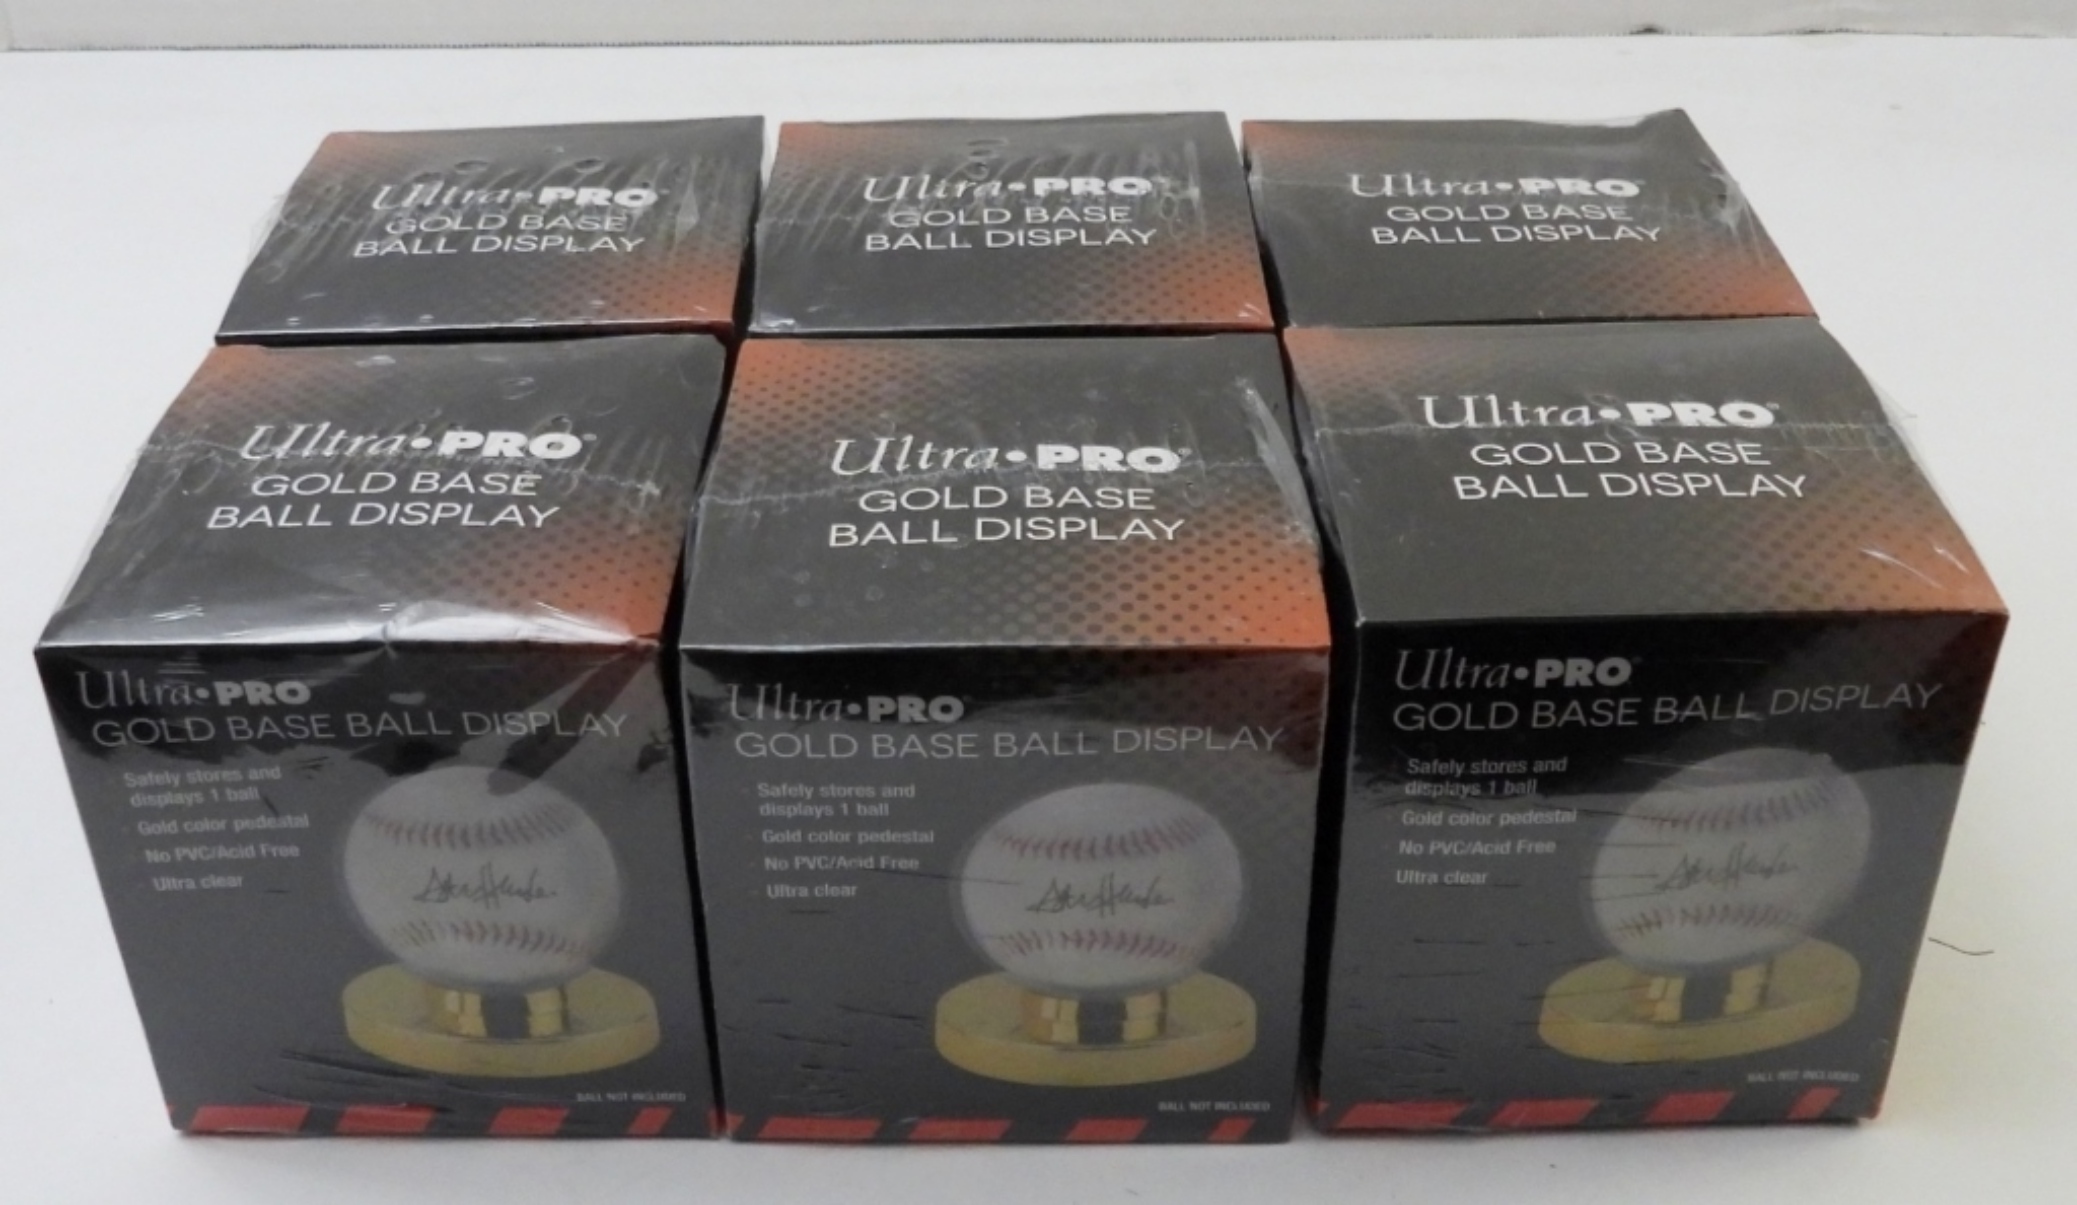 Ultra•PRO®
GOLD BASE
BALL DISPLAY
Ultra•PRO®
GOLD BASE
BALL DISPLAY
Ultra•PRO®
GOLD BASE
BALL DISPLAY
Ultra•PRO®
GOLD BASE
BALL DISPLAY
Ultra•PRO®
GOLD BASE
BALL DISPLAY
Ultra•PRO®
GOLD BASE
BALL DISPLAY
Ultra•PRO
GOLD BASE BALL DISPLAY
Safely stores and
displays 1 ball
Gold color pedestal
No PVC/Acid Free
Ultra clear
BALL NOT INCLUDED
Ultra•PRO
GOLD BASE BALL DISPLAY
Safely stores and
displays 1 ball
Gold color pedestal
No PVC/Acid Free
Ultra clear
BALL NOT INCLUDED
Ultra•PRO
GOLD BASE BALL DISPLAY
Safely stores and
displays 1 ball
Gold color pedestal
No PVC/Acid Free
Ultra clear
BALL NOT INCLUDED